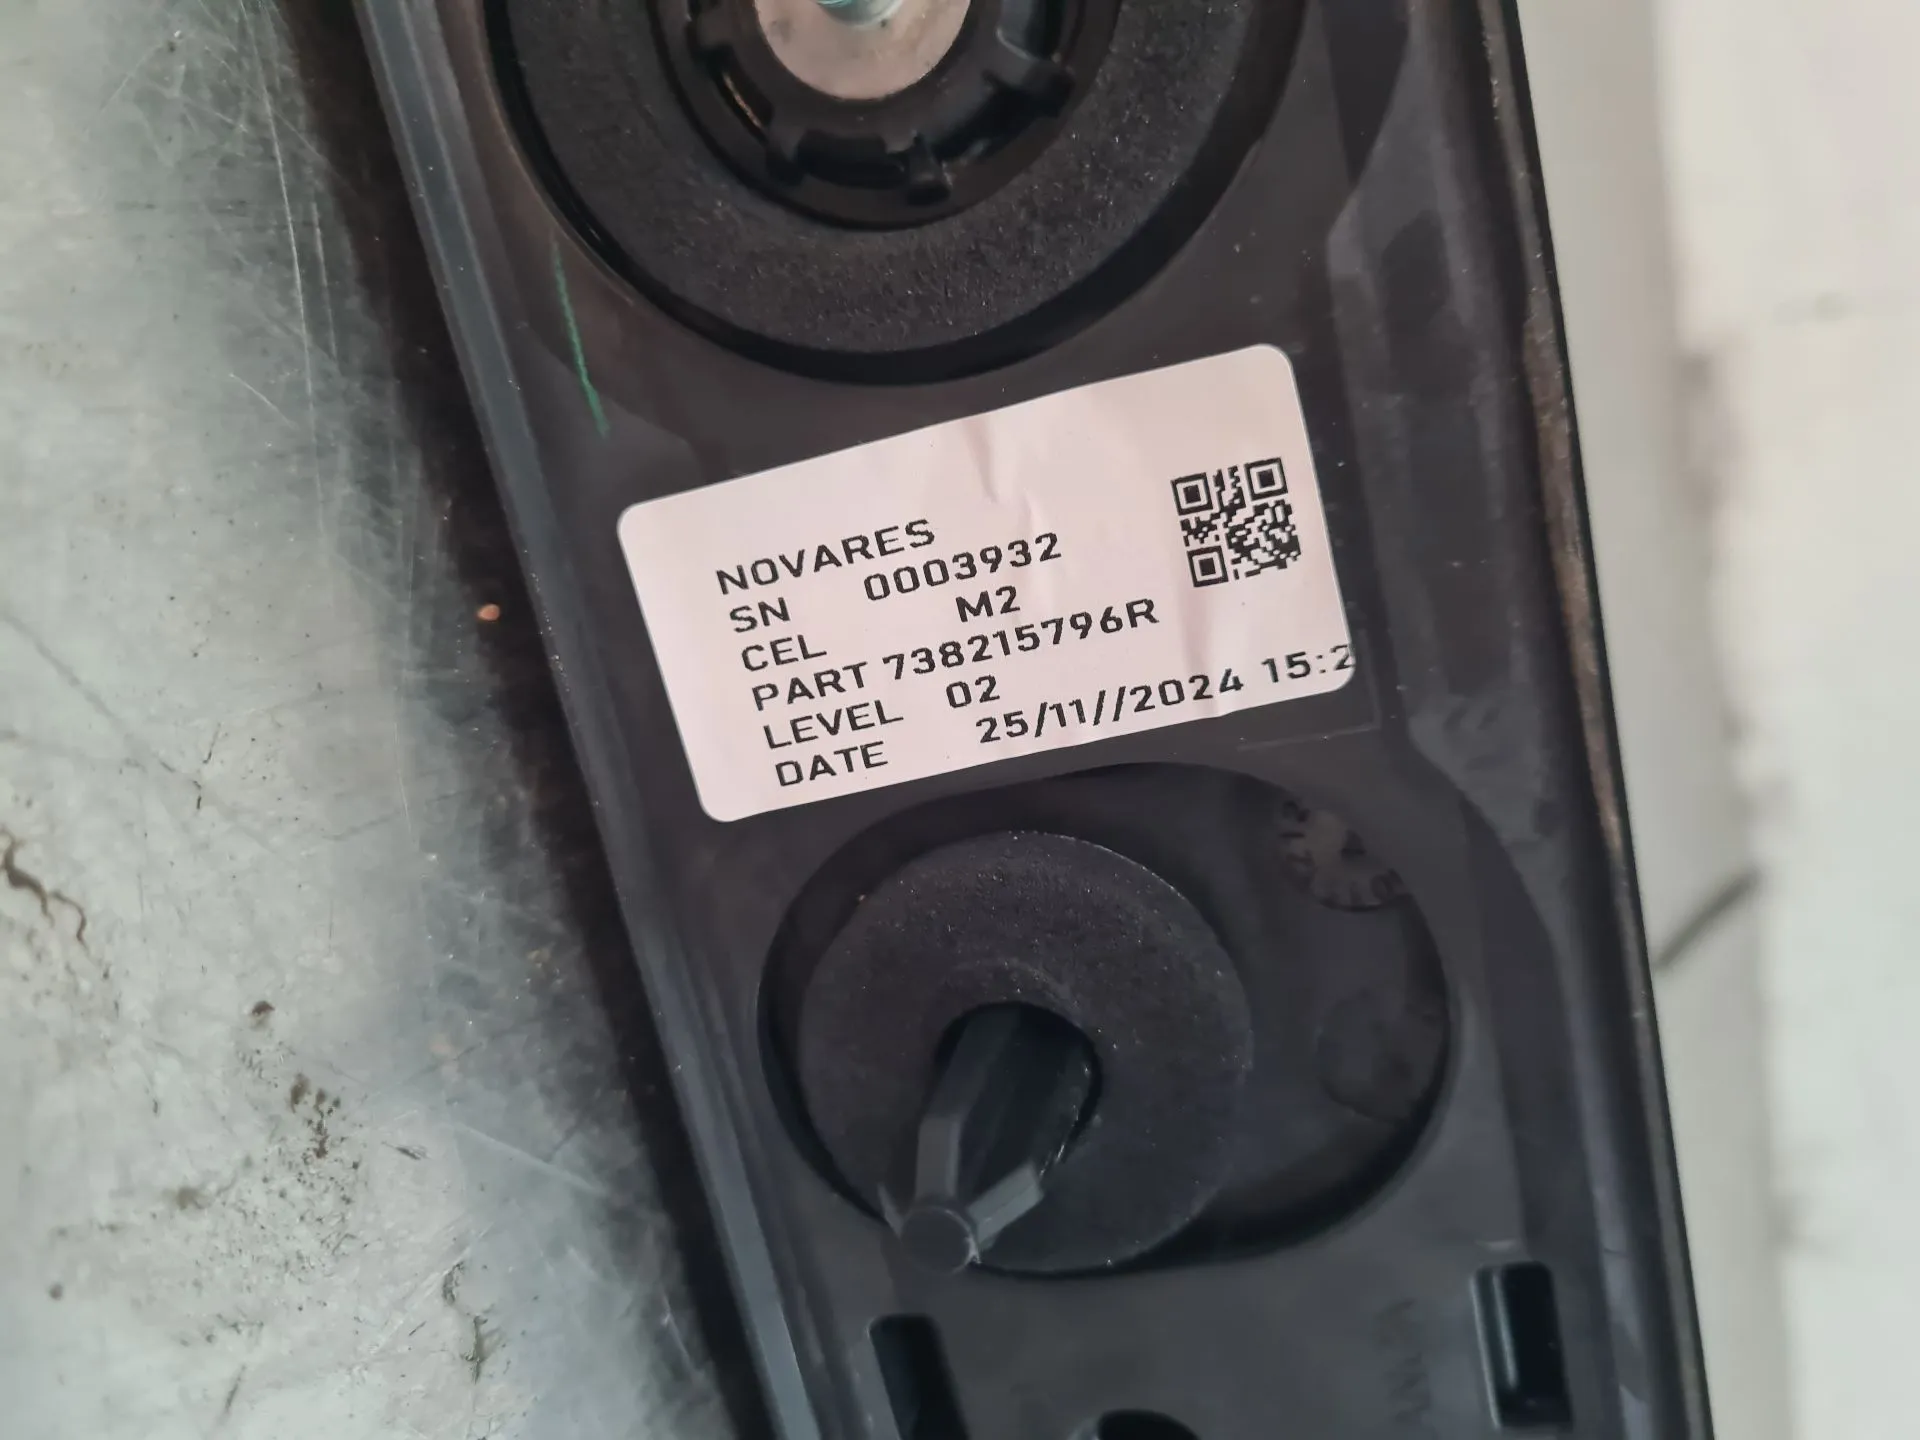 NOVARES
SN 0003932
CEL M2
PART 738215796R
LEVEL 02
DATE 25/11//2024 15:2